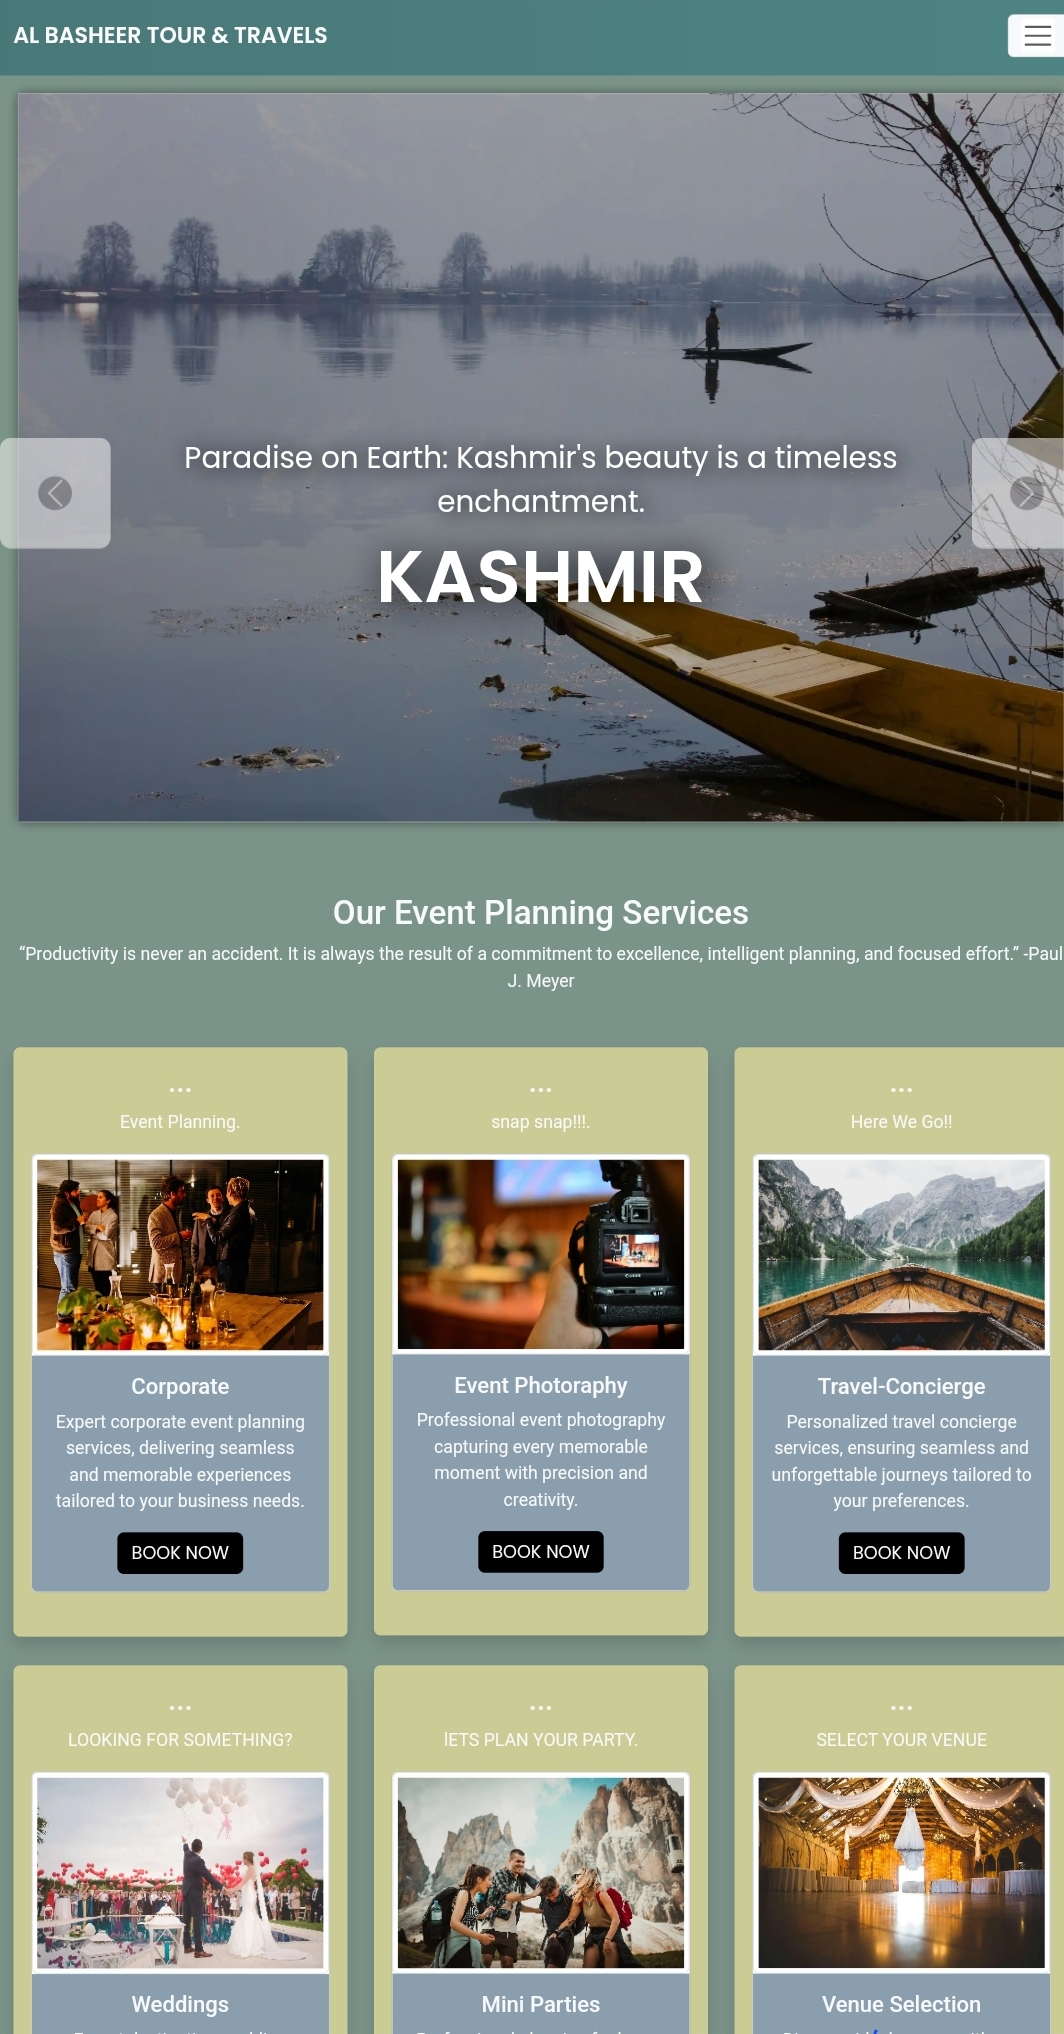 AL BASHEER TOUR & TRAVELS
Paradise on Earth: Kashmir's beauty is a timeless
enchantment.
KASHMIR
Our Event Planning Services
“Productivity is never an accident. It is always the result of a commitment to excellence, intelligent planning, and focused effort.” -Paul
J. Meyer
...
Event Planning.
Corporate
Expert corporate event planning
services, delivering seamless
and memorable experiences
tailored to your business needs.
BOOK NOW
...
snap snap!!!.
Canon
Event Photoraphy
Professional event photography
capturing every memorable
moment with precision and
creativity.
BOOK NOW
...
Here We Go!!
Travel-Concierge
Personalized travel concierge
services, ensuring seamless and
unforgettable journeys tailored to
your preferences.
BOOK NOW
...
LOOKING FOR SOMETHING?
Weddings
...
lETS PLAN YOUR PARTY.
Mini Parties
...
SELECT YOUR VENUE
Venue Selection